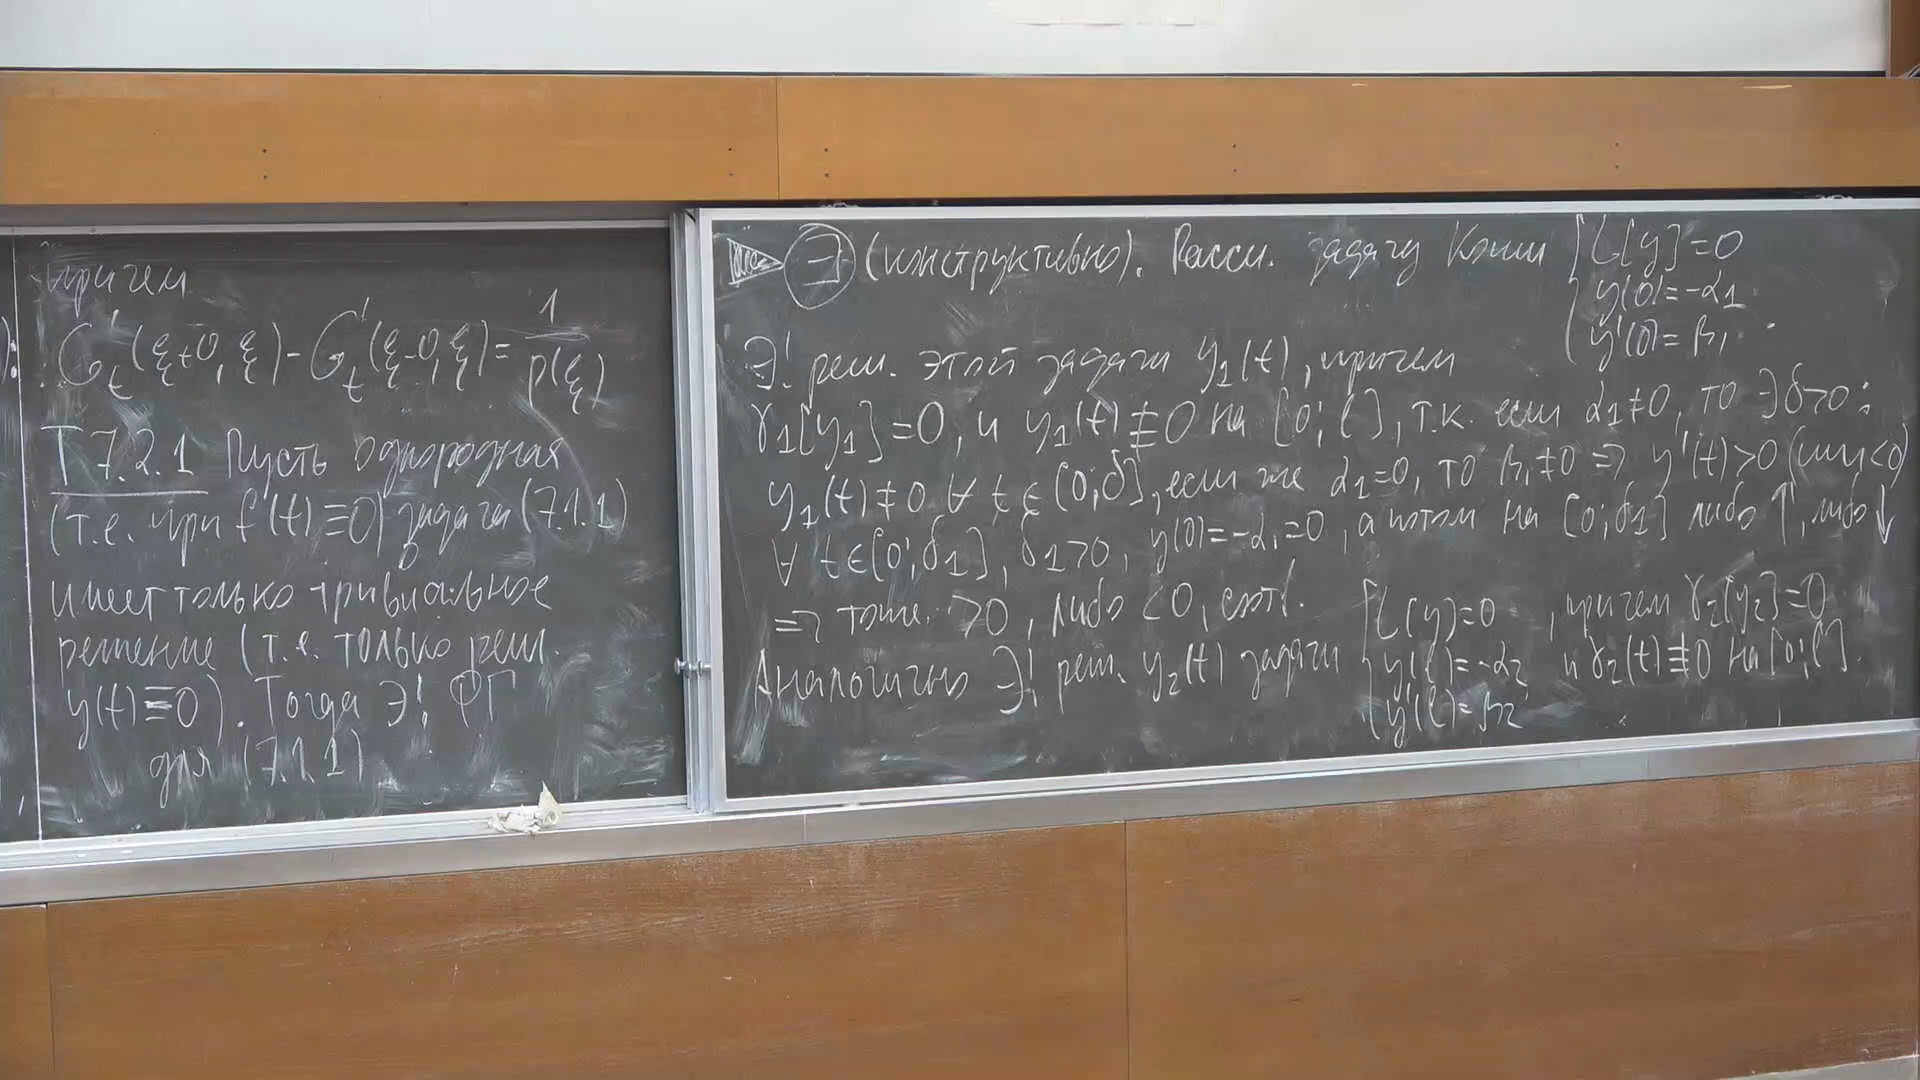 причем
G'ₜ(ξ+0, ξ) - G'ₜ(ξ-0, ξ) = 1/p(ξ)
Т 7.2.1 Пусть однородная
(т.е. при f(t)≡0) задача (7.1.1)
имеет только тривиальное
решение (т.е. только реш.
y(t)≡0). Тогда ∃! ФГ
для (7.1.1)
∃ (конструктивно). Рассм. задачу Коши { L[y]=0
y(0)=-α₁
y'(0)=β₁.
∃! реш. этой задачи y₁(t), причем
γ₁[y₁]=0, и y₁(t)≢0 на [0; l], т.к. если α₁≠0, то ∃δ>0:
y₁(t)≠0 ∀ t∈[0;δ], если же α₁=0, то β₁≠0 ⇒ y'(t)>0 (или <0)
∀ t∈[0;δ₁], δ₁>0, y(0)=-α₁=0, а потом на [0;δ₁] либо ↑, либо ↓
⇒ тоже >0, либо <0, соотв.
Аналогично ∃! реш. y₂(t) задачи { L(y)=0
y(l)=-α₂
y'(l)=β₂
, причем γ₂[y₂]=0
и γ₂(t)≢0 на [0;l].